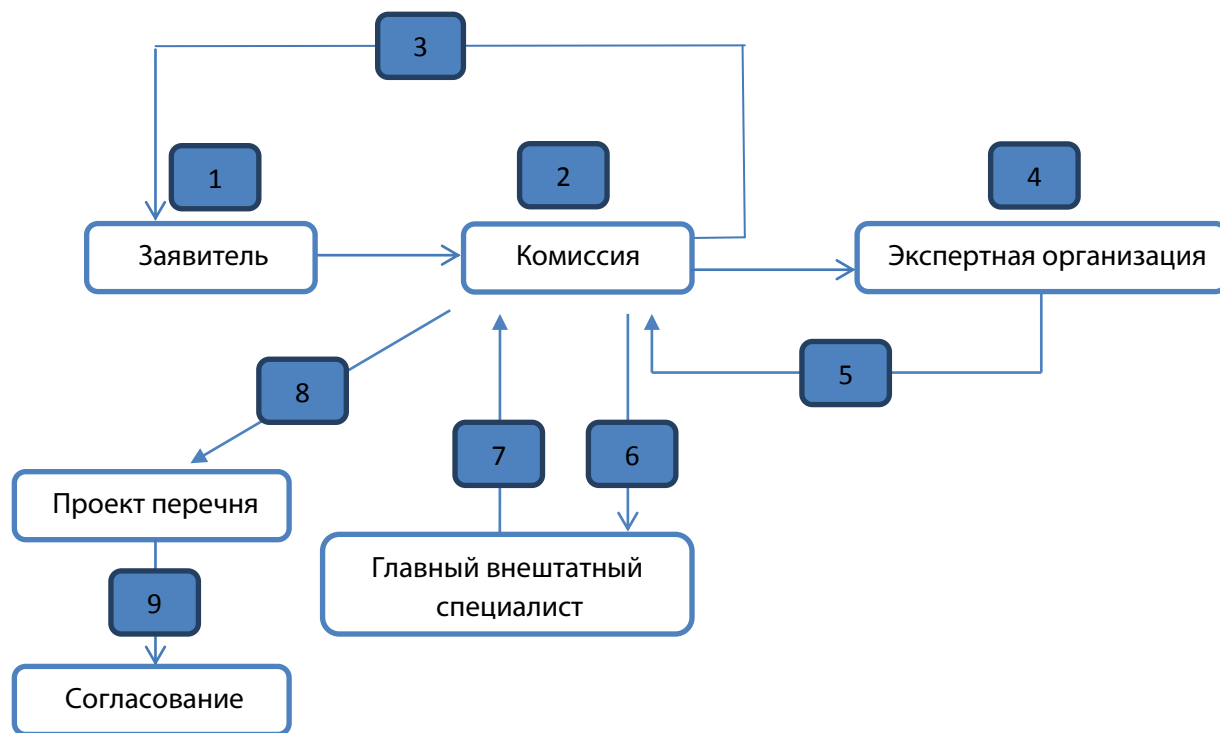 3
1
2
4
Заявитель
Комиссия
Экспертная организация
5
8
7
6
Проект перечня
Главный внештатный
специалист
9
Согласование